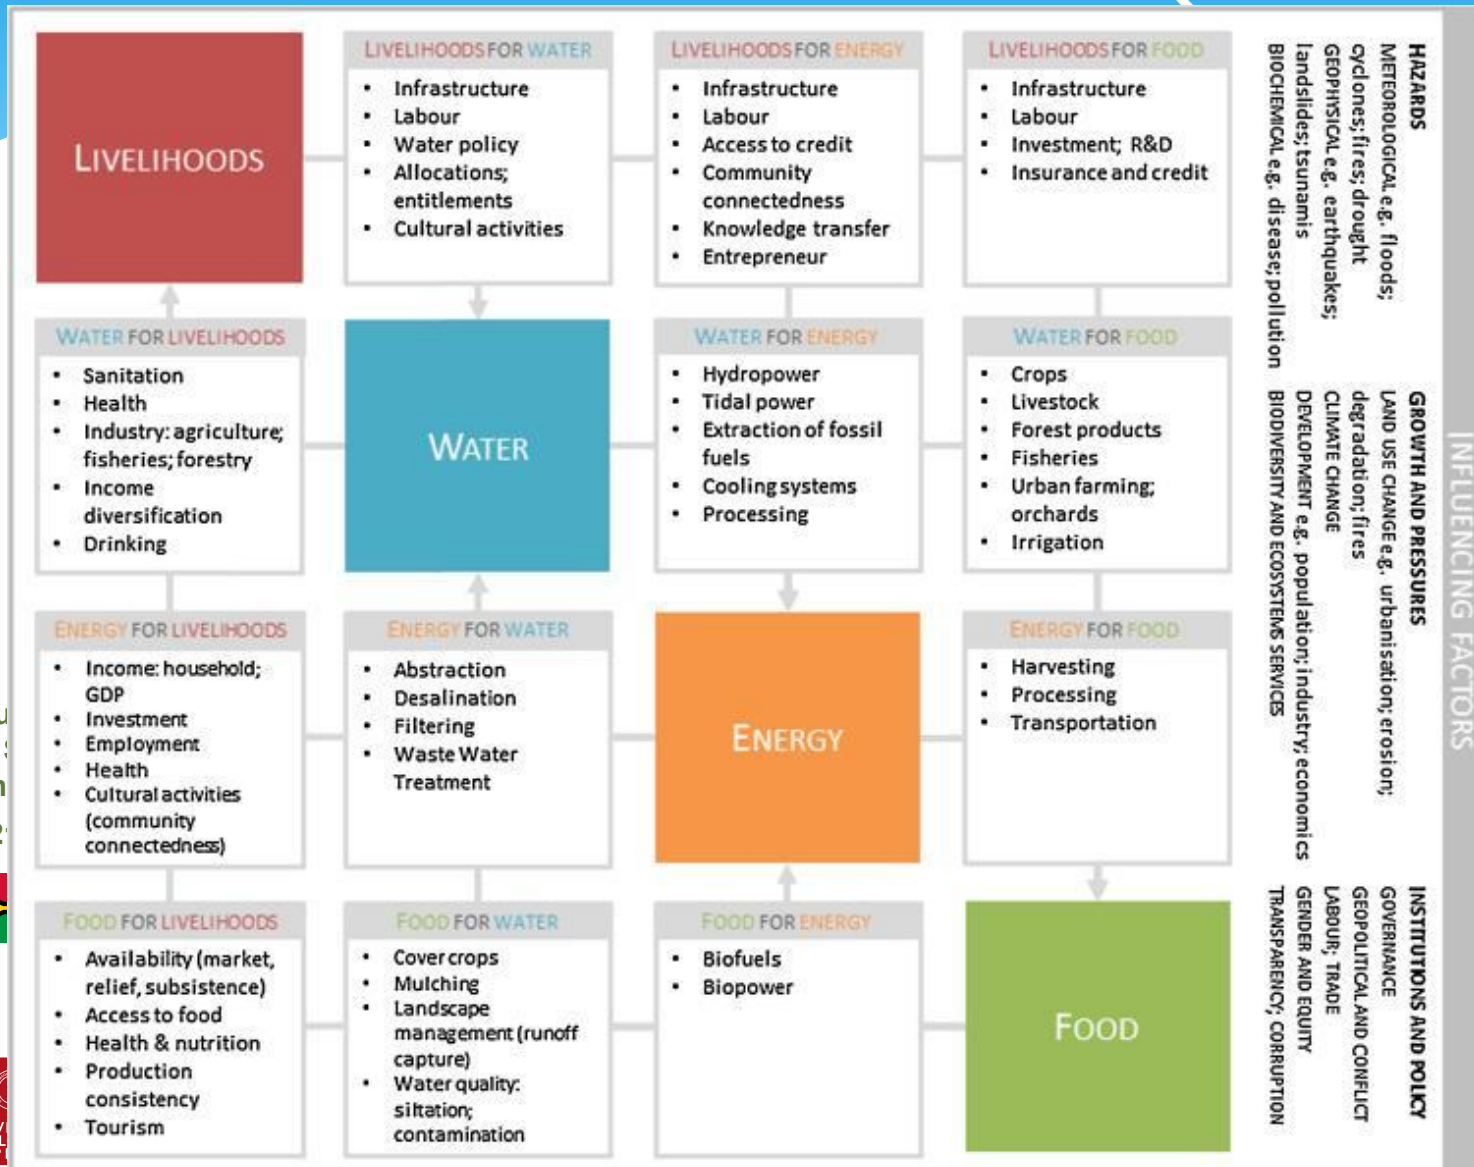 LIVELIHOODS
LIVELIHOODS FOR WATER
• Infrastructure
• Labour
• Water policy
• Allocations;
entitlements
• Cultural activities
LIVELIHOODS FOR ENERGY
• Infrastructure
• Labour
• Access to credit
• Community
connectedness
• Knowledge transfer
• Entrepreneur
LIVELIHOODS FOR FOOD
• Infrastructure
• Labour
• Investment; R&D
• Insurance and credit
WATER FOR LIVELIHOODS
• Sanitation
• Health
• Industry: agriculture;
fisheries; forestry
• Income
diversification
• Drinking
WATER
WATER FOR ENERGY
• Hydropower
• Tidal power
• Extraction of fossil
fuels
• Cooling systems
• Processing
WATER FOR FOOD
• Crops
• Livestock
• Forest products
• Fisheries
• Urban farming;
orchards
• Irrigation
ENERGY FOR LIVELIHOODS
• Income: household;
GDP
• Investment
• Employment
• Health
• Cultural activities
(community
connectedness)
ENERGY FOR WATER
• Abstraction
• Desalination
• Filtering
• Waste Water
Treatment
ENERGY
ENERGY FOR FOOD
• Harvesting
• Processing
• Transportation
FOOD FOR LIVELIHOODS
• Availability (market,
relief, subsistence)
• Access to food
• Health & nutrition
• Production
consistency
• Tourism
FOOD FOR WATER
• Cover crops
• Mulching
• Landscape
management (runoff
capture)
• Water quality:
siltation;
contamination
FOOD FOR ENERGY
• Biofuels
• Biopower
FOOD
HAZARDS
METEOROLOGICAL e.g. floods;
cyclones; fires; drought
GEOPHYSICAL e.g. earthquakes;
landslides; tsunamis
BIOCHEMICAL e.g. disease; pollution
GROWTH AND PRESSURES
LAND USE CHANGE e.g. urbanisation; erosion;
degradation; fires
CLIMATE CHANGE
DEVELOPMENT e.g. population; industry; economics
BIODIVERSITY AND ECOSYSTEMS SERVICES
INSTITUTIONS AND POLICY
GOVERNANCE
GEOPOLITICAL AND CONFLICT
LABOUR; TRADE
GENDER AND EQUITY
TRANSPARENCY; CORRUPTION
INFLUENCING FACTORS